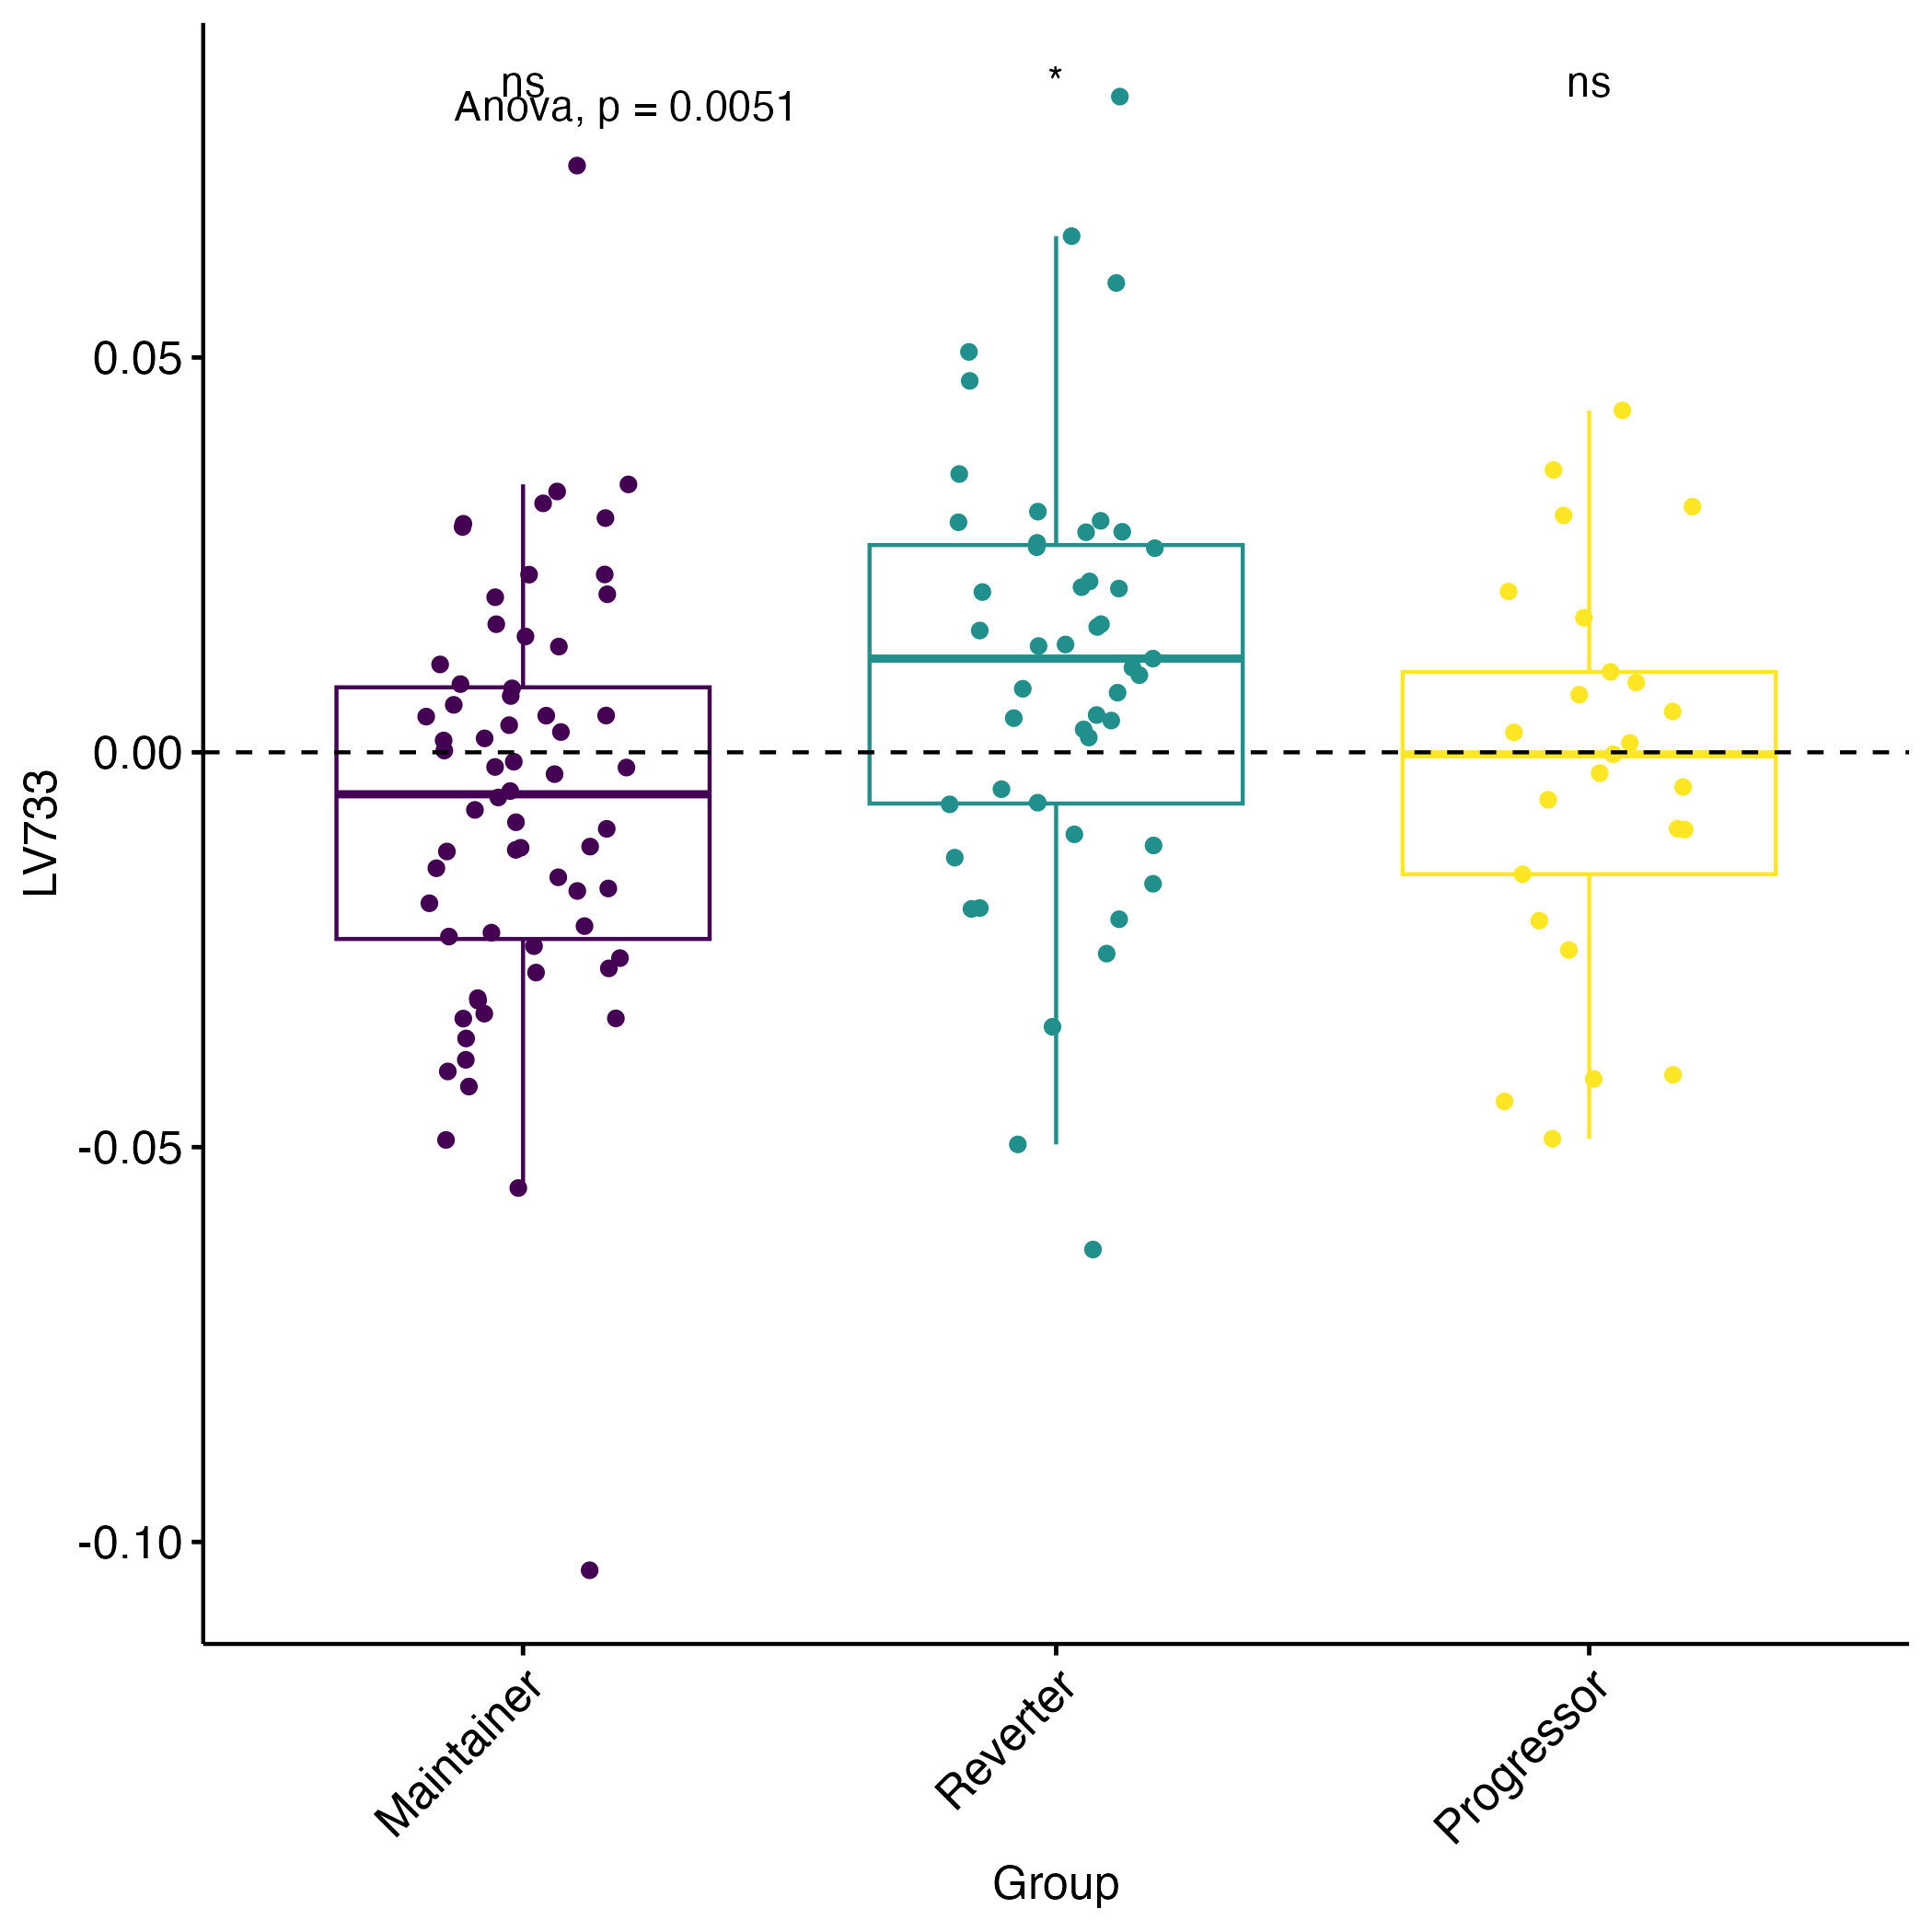 ns
*
ns
Anova, p = 0.0051
0.05
0.00
-0.05
-0.10
LV733
Maintainer
Reverter
Progressor
Group